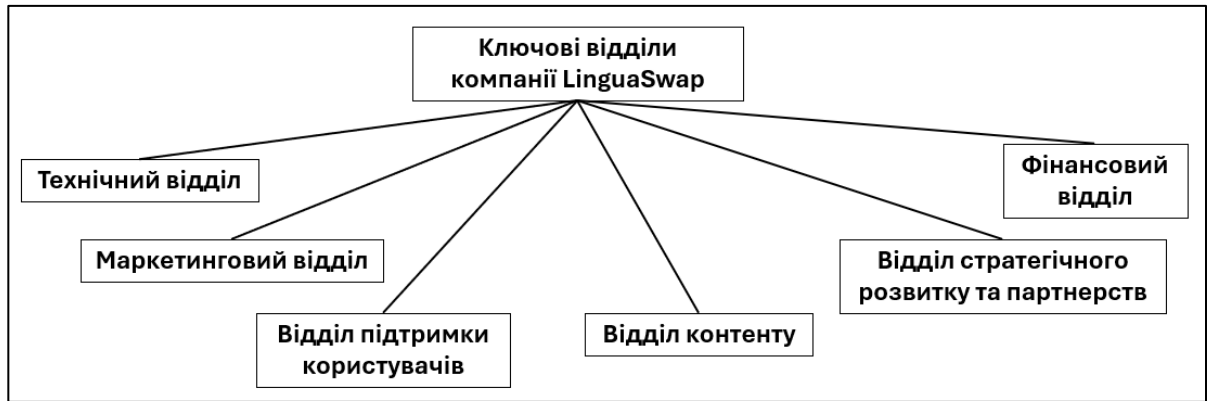 Ключові відділи
компанії LinguaSwap
Технічний відділ
Фінансовий
відділ
Маркетинговий відділ
Відділ стратегічного
розвитку та партнерств
Відділ підтримки
користувачів
Відділ контенту